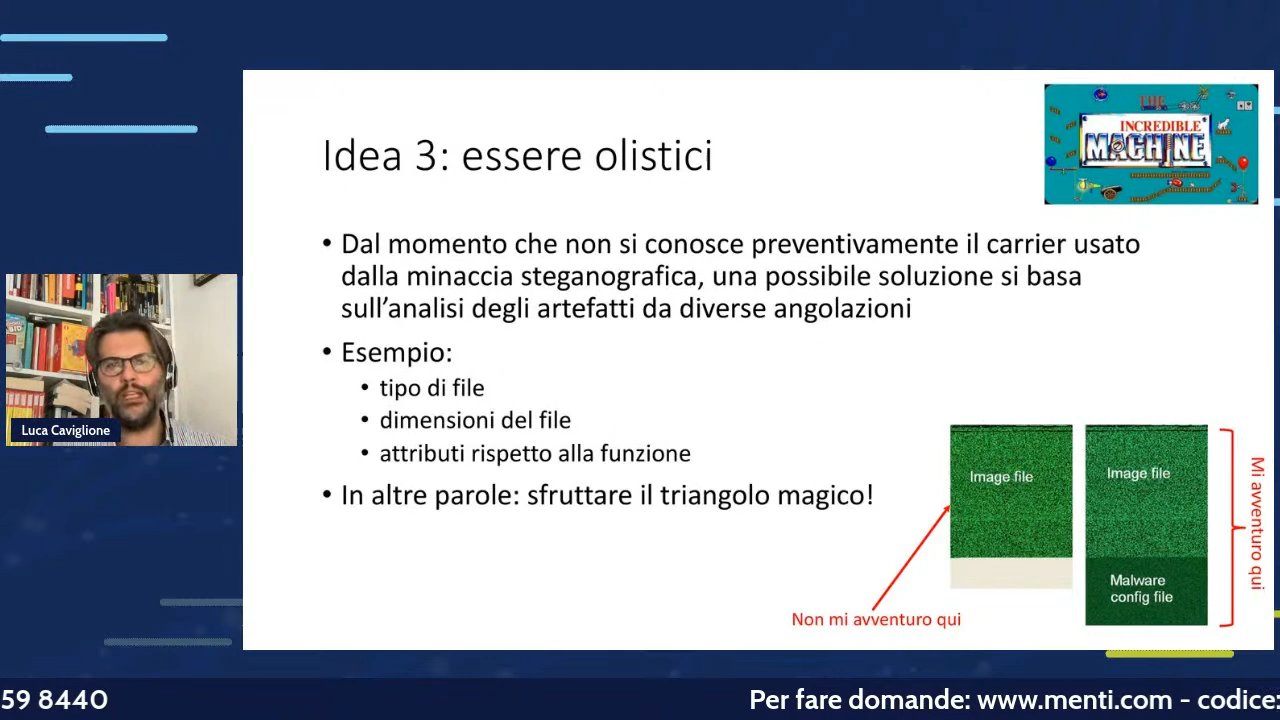 THE
INCREDIBLE
MACHINE
Idea 3: essere olistici
• Dal momento che non si conosce preventivamente il carrier usato
dalla minaccia steganografica, una possibile soluzione si basa
sull'analisi degli artefatti da diverse angolazioni
• Esempio:
• tipo di file
• dimensioni del file
• attributi rispetto alla funzione
• In altre parole: sfruttare il triangolo magico!
Luca Caviglione
Image file
Image file
Malware
config file
Mi avventuro qui
Non mi avventuro qui
59 8440
Per fare domande: www.menti.com - codice: